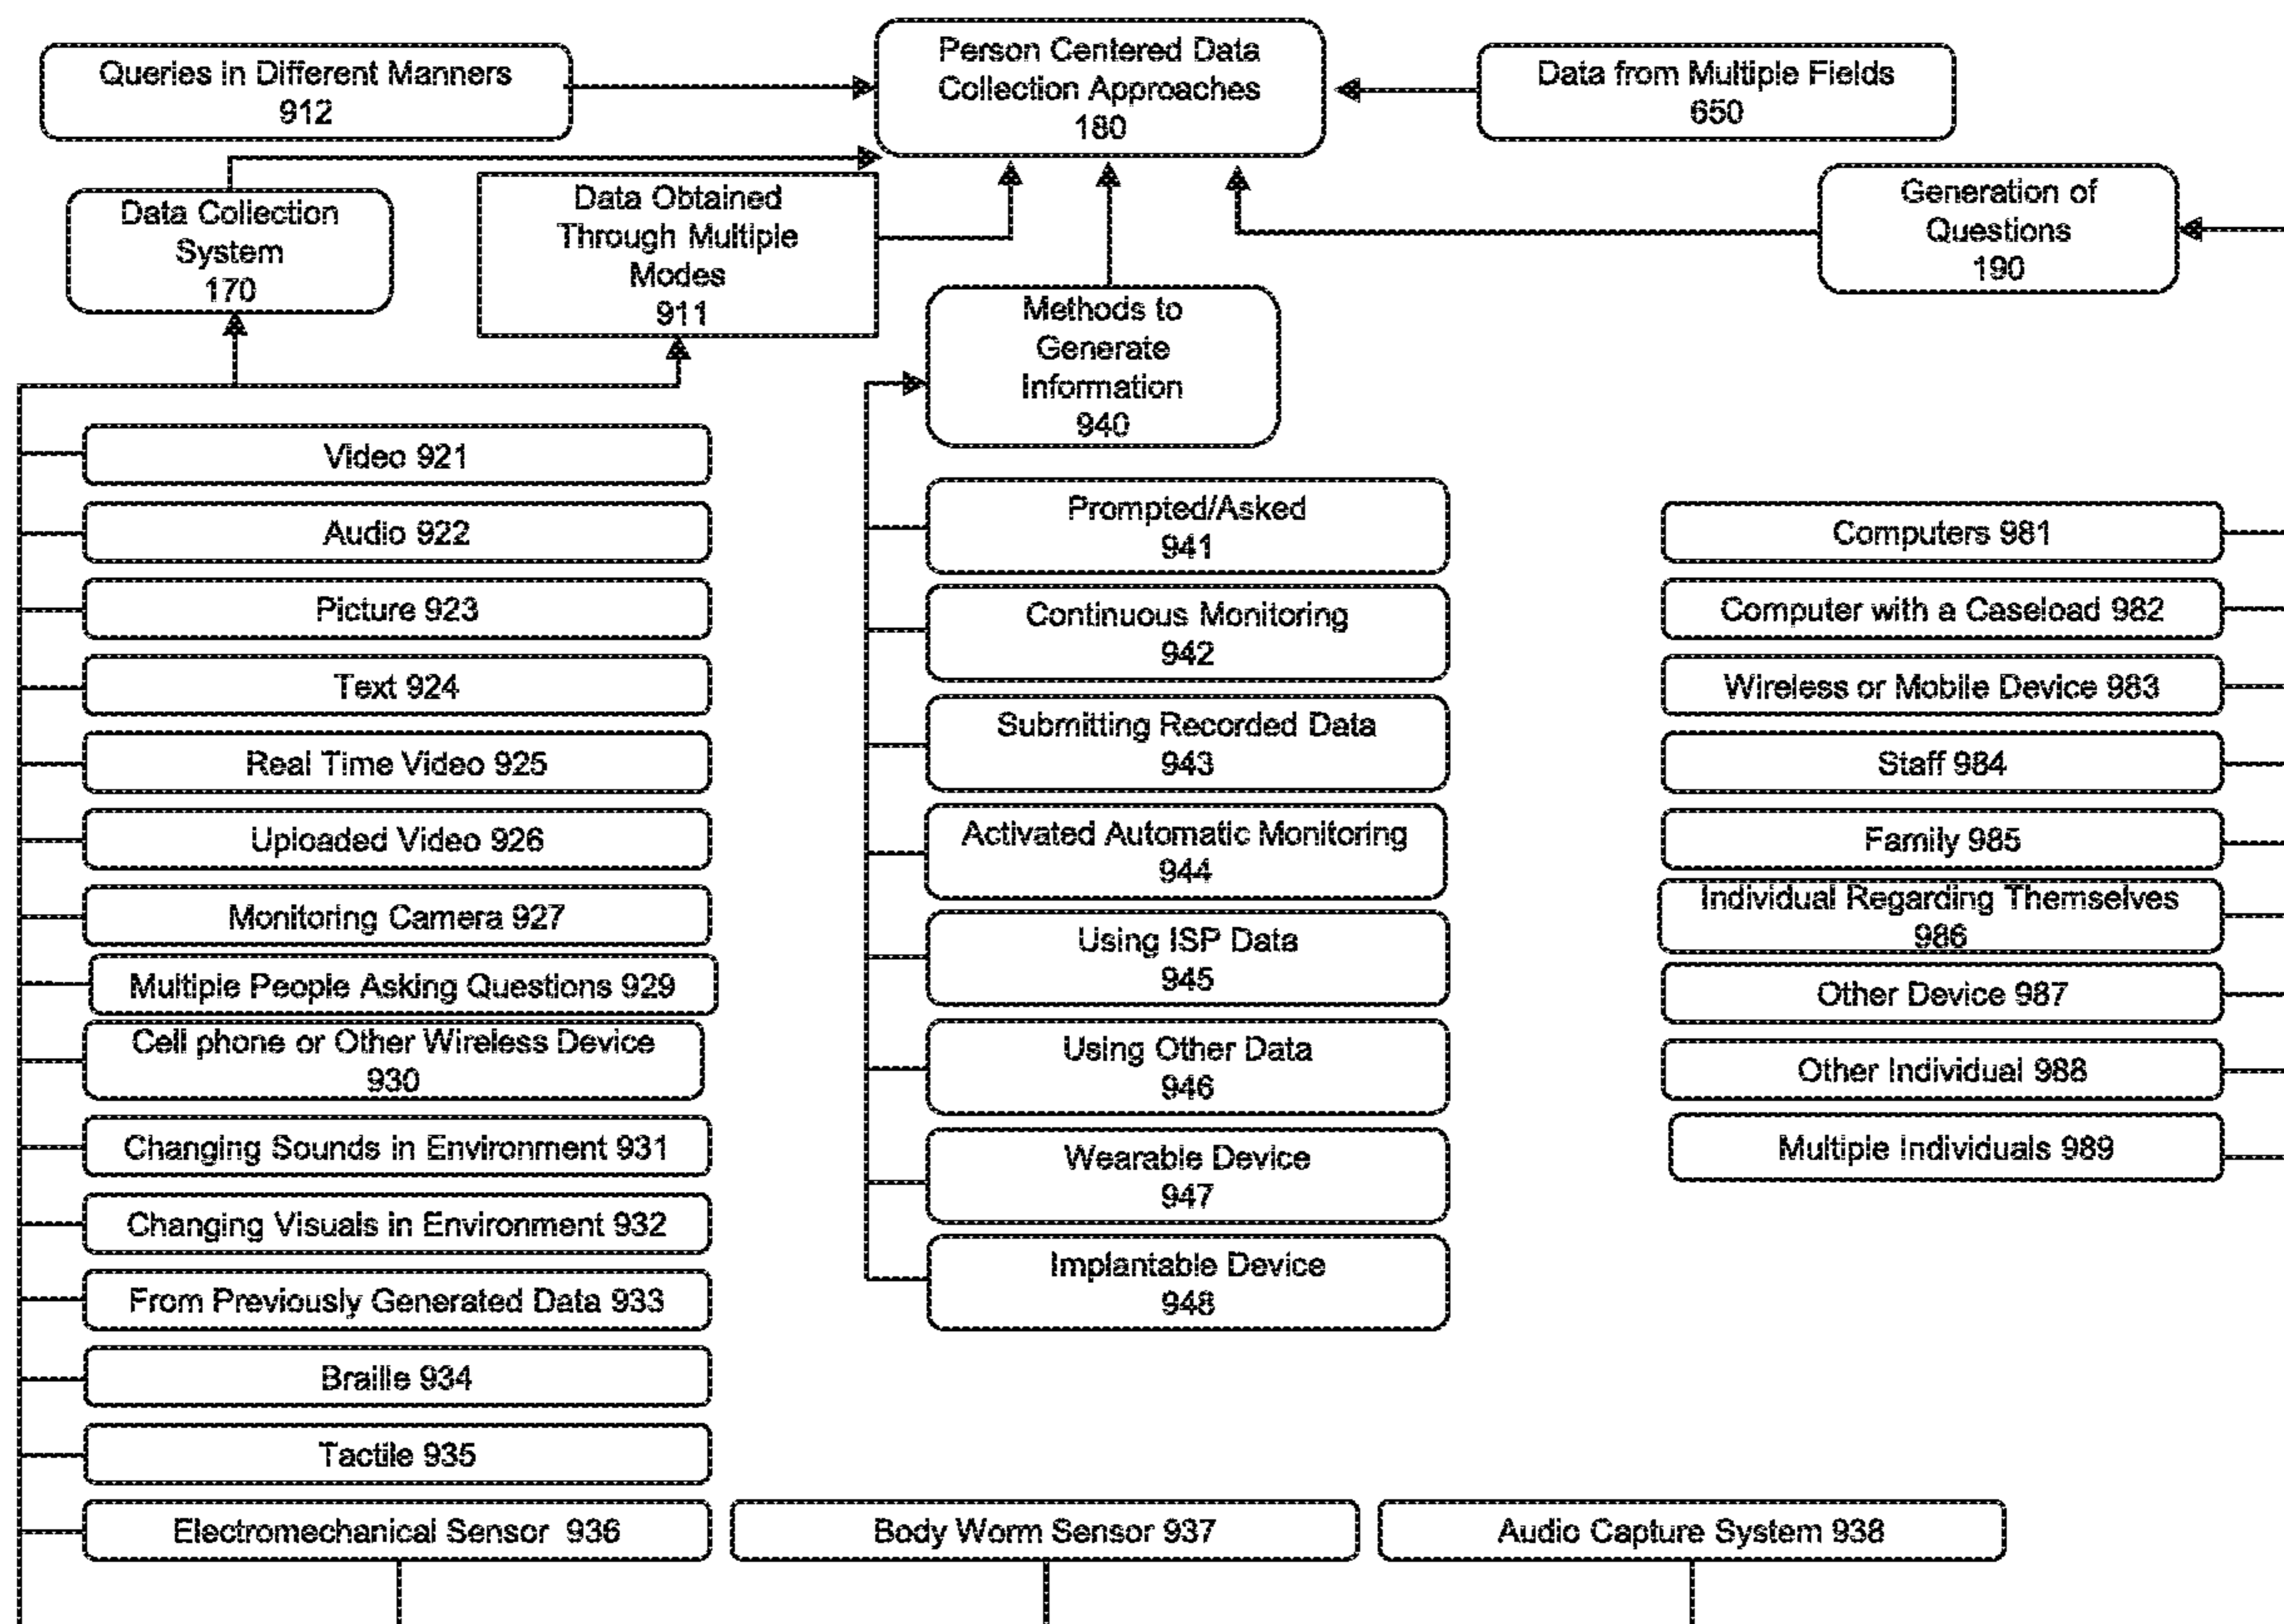 Queries in Different Manners
912
Person Centered Data
Collection Approaches
180
Data from Multiple Fields
650
Data Collection
System
170
Data Obtained
Through Multiple
Modes
911
Methods to
Generate
Information
940
Generation of
Questions
190
Video 921
Audio 922
Picture 923
Text 924
Real Time Video 925
Uploaded Video 926
Monitoring Camera 927
Multiple People Asking Questions 929
Cell phone or Other Wireless Device
930
Changing Sounds in Environment 931
Changing Visuals in Environment 932
From Previously Generated Data 933
Braille 934
Tactile 935
Electromechanical Sensor 936
Body Worm Sensor 937
Audio Capture System 938
Prompted/Asked
941
Continuous Monitoring
942
Submitting Recorded Data
943
Activated Automatic Monitoring
944
Using ISP Data
945
Using Other Data
946
Wearable Device
947
Implantable Device
948
Computers 981
Computer with a Caseload 982
Wireless or Mobile Device 983
Staff 984
Family 985
Individual Regarding Themselves
986
Other Device 987
Other Individual 988
Multiple Individuals 989